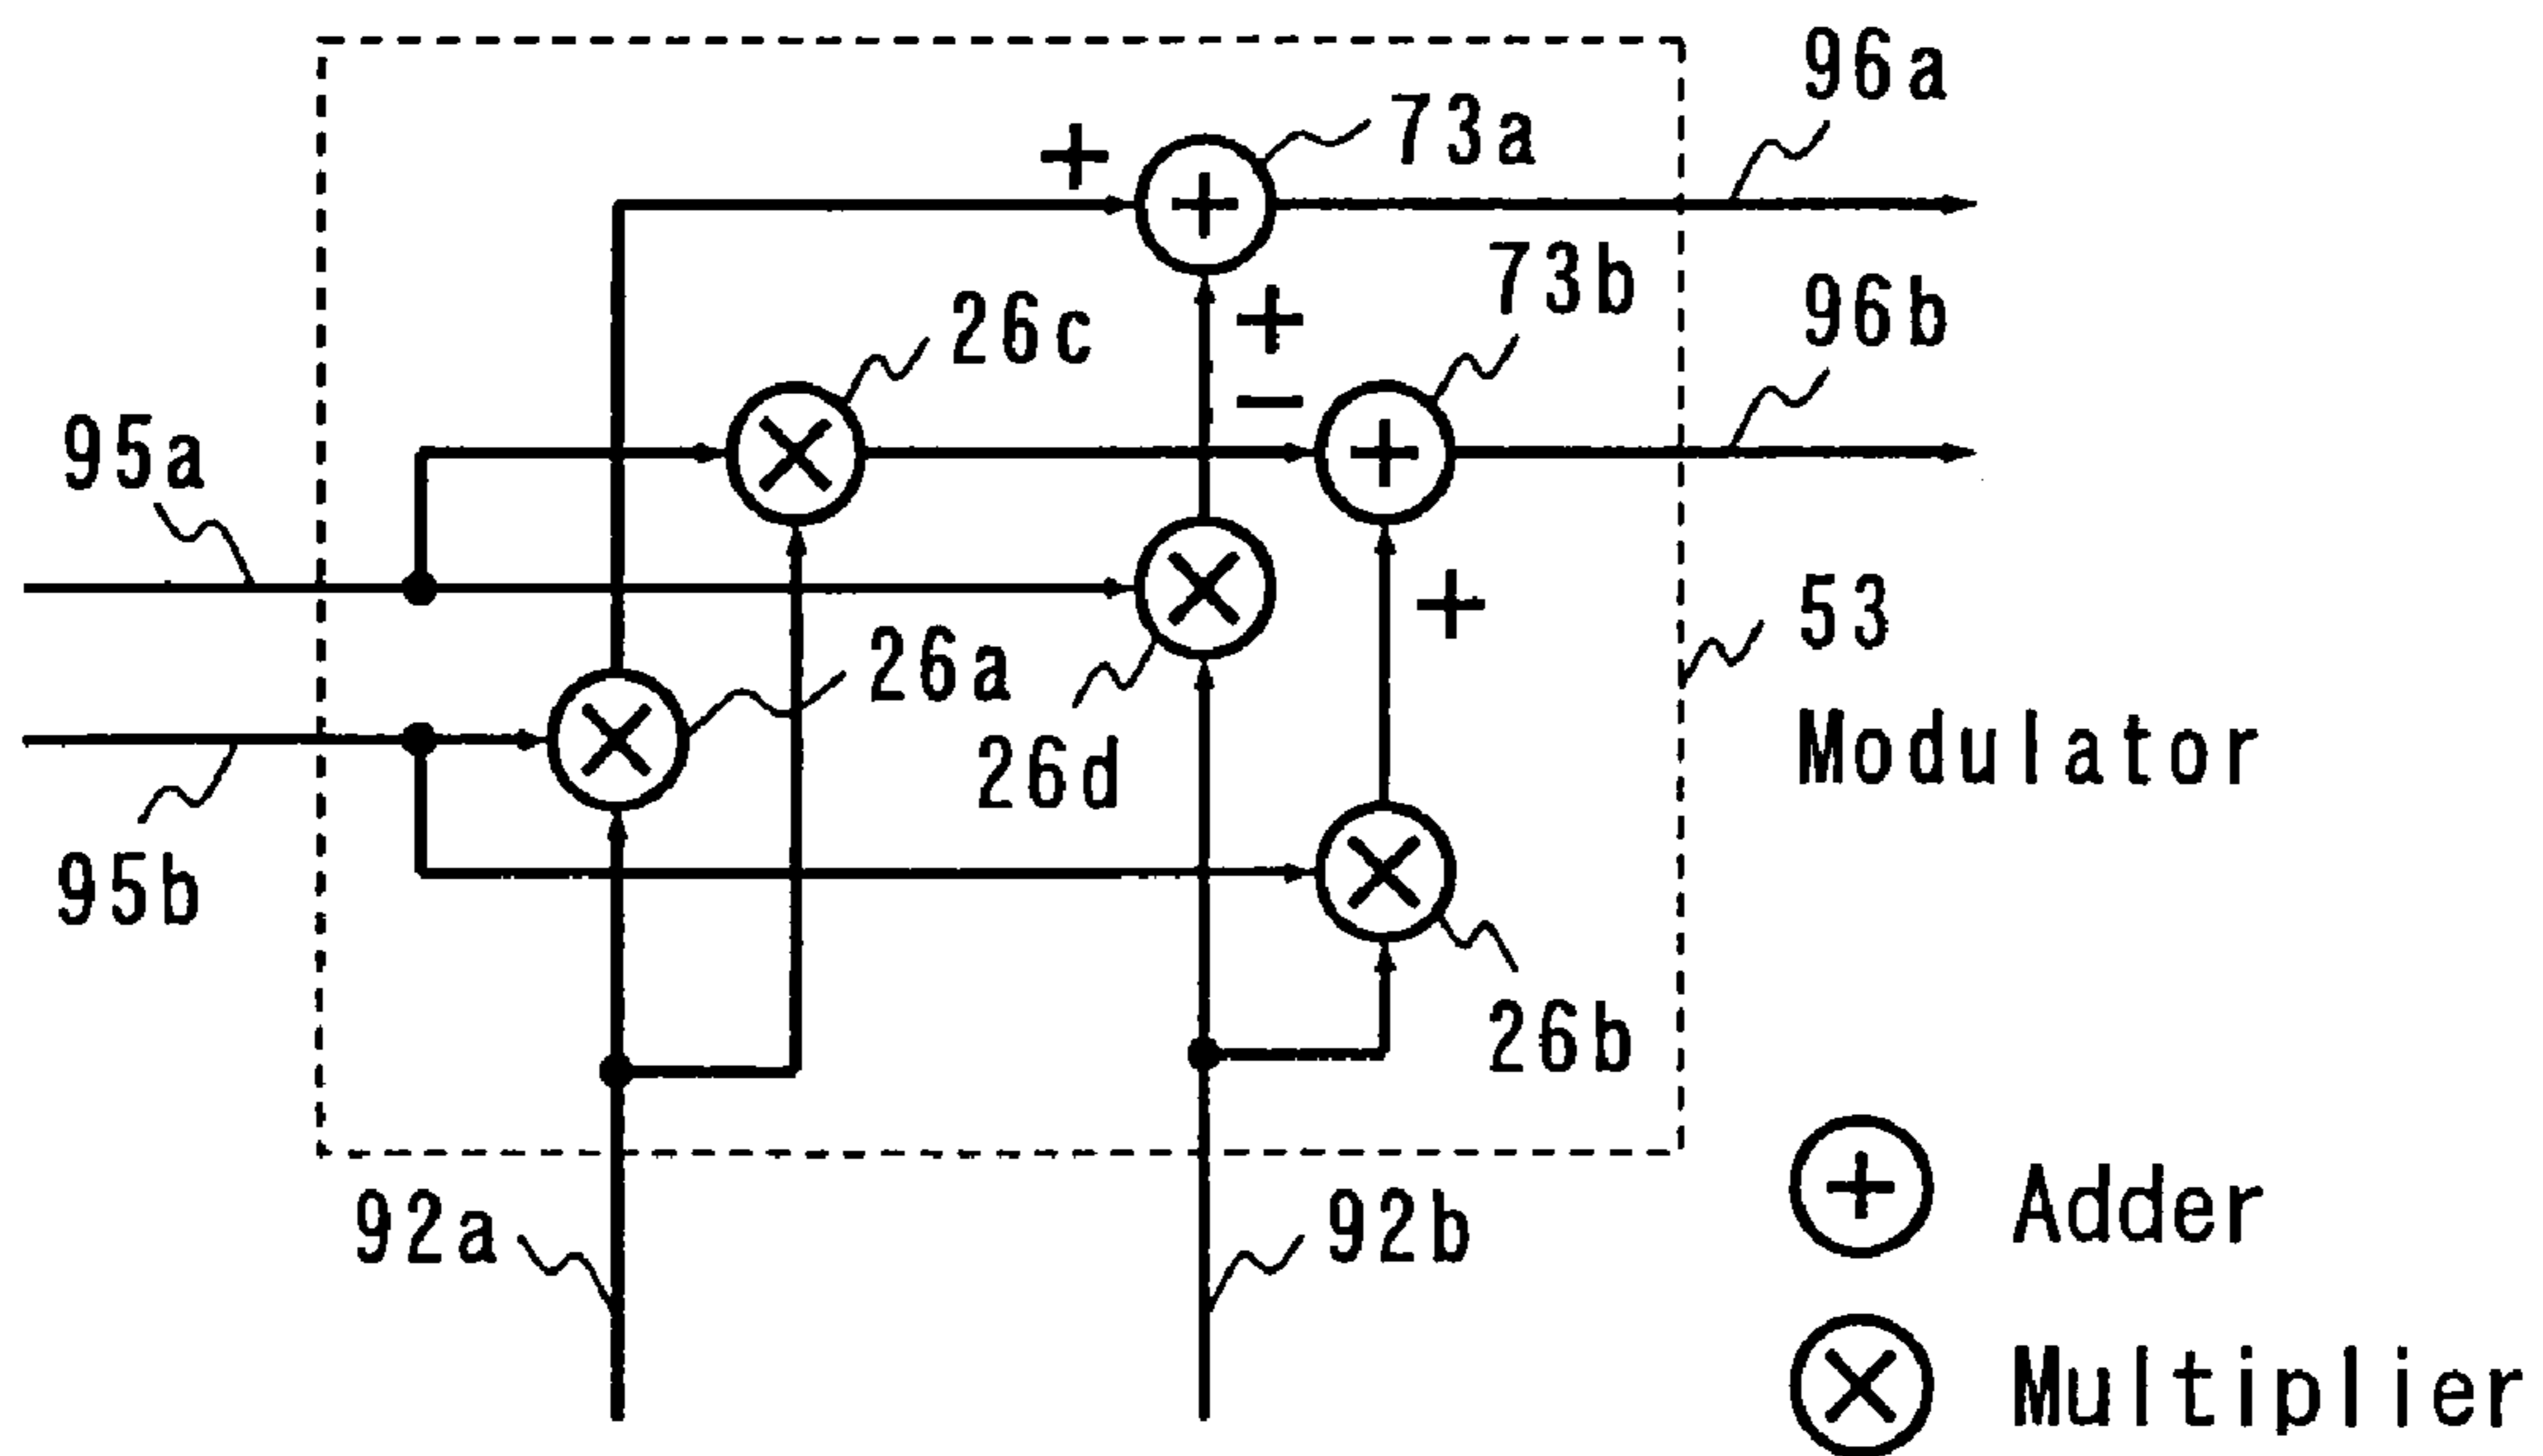 96a
73a
+
73b
26c
+
96b
−
95a
+
53
26a
Modulator
26d
95b
26b
92a
92b
Adder
Multiplier